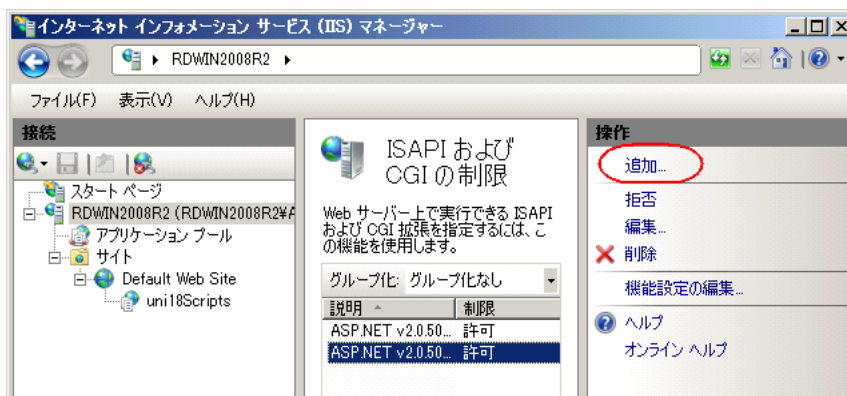 インターネット インフォメーション サービス (IIS) マネージャー
RDWIN2008R2
ファイル(F) 表示(V) ヘルプ(H)
接続
スタート ページ
RDWIN2008R2 (RDWIN2008R2¥A
アプリケーション プール
サイト
Default Web Site
uni18Scripts
ISAPI および
CGI の制限
Web サーバー上で実行できる ISAPI
および CGI 拡張を指定するには、こ
の機能を使用します。
グループ化: グループ化なし
説明 制限
ASP.NET v2.0.50... 許可
ASP.NET v2.0.50... 許可
操作
追加...
拒否
編集...
削除
機能設定の編集...
ヘルプ
オンライン ヘルプ